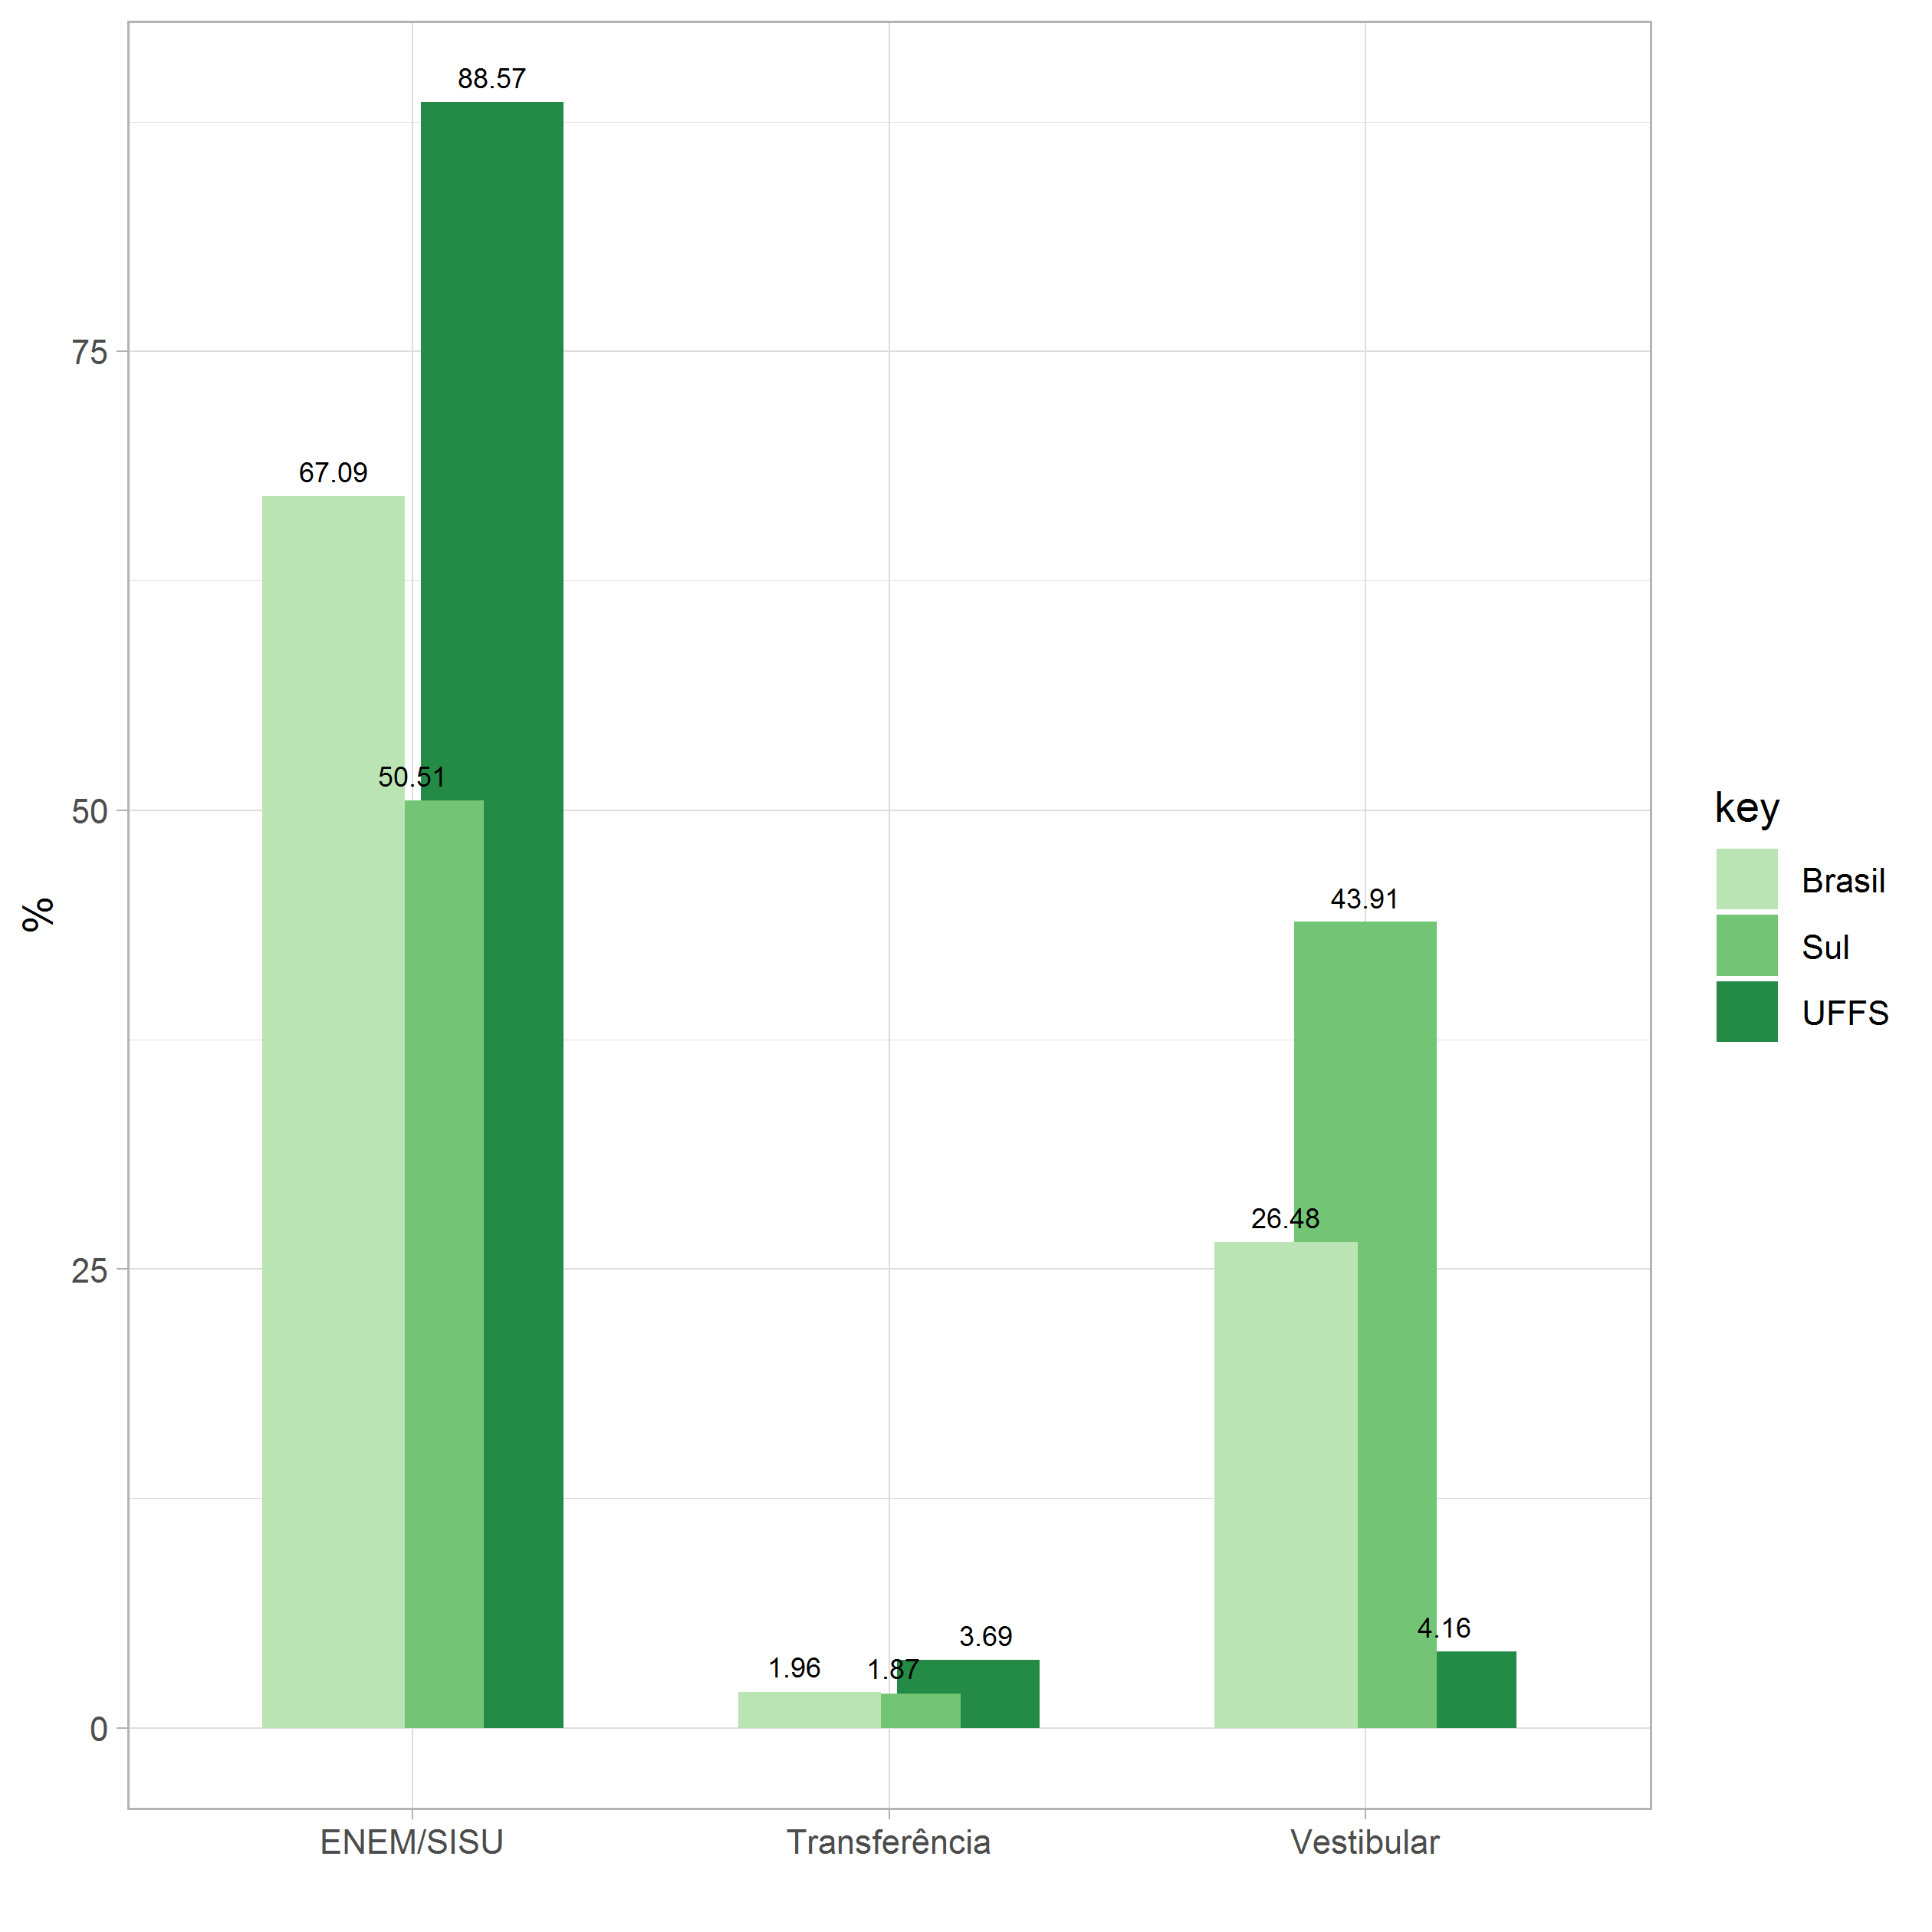 88.57
67.09
50.51
43.91
26.48
4.16
3.69
1.96
1.87
75
50
25
0
%
ENEM/SISU
Transferência
Vestibular
key
Brasil
Sul
UFFS